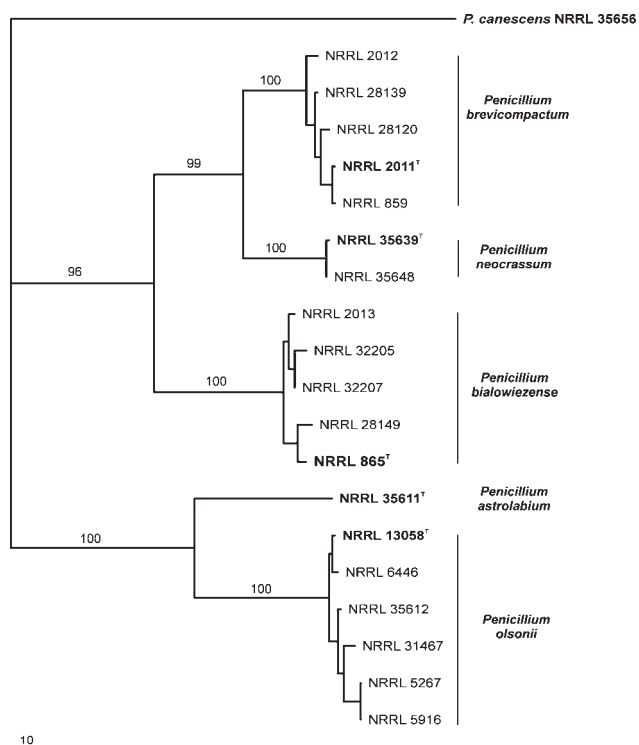 P. canescens NRRL 35656
NRRL 2012
100
NRRL 28139
Penicillium
brevicompactum
NRRL 28120
99
NRRL 2011ᵀ
NRRL 859
NRRL 35639ᵀ
100
Penicillium
neocrassum
NRRL 35648
96
NRRL 2013
NRRL 32205
100
NRRL 32207
Penicillium
bialowiezense
NRRL 28149
NRRL 865ᵀ
NRRL 35611ᵀ
Penicillium
astrolabium
100
NRRL 13058ᵀ
NRRL 6446
100
NRRL 35612
Penicillium
olsonii
NRRL 31467
NRRL 5267
NRRL 5916
10